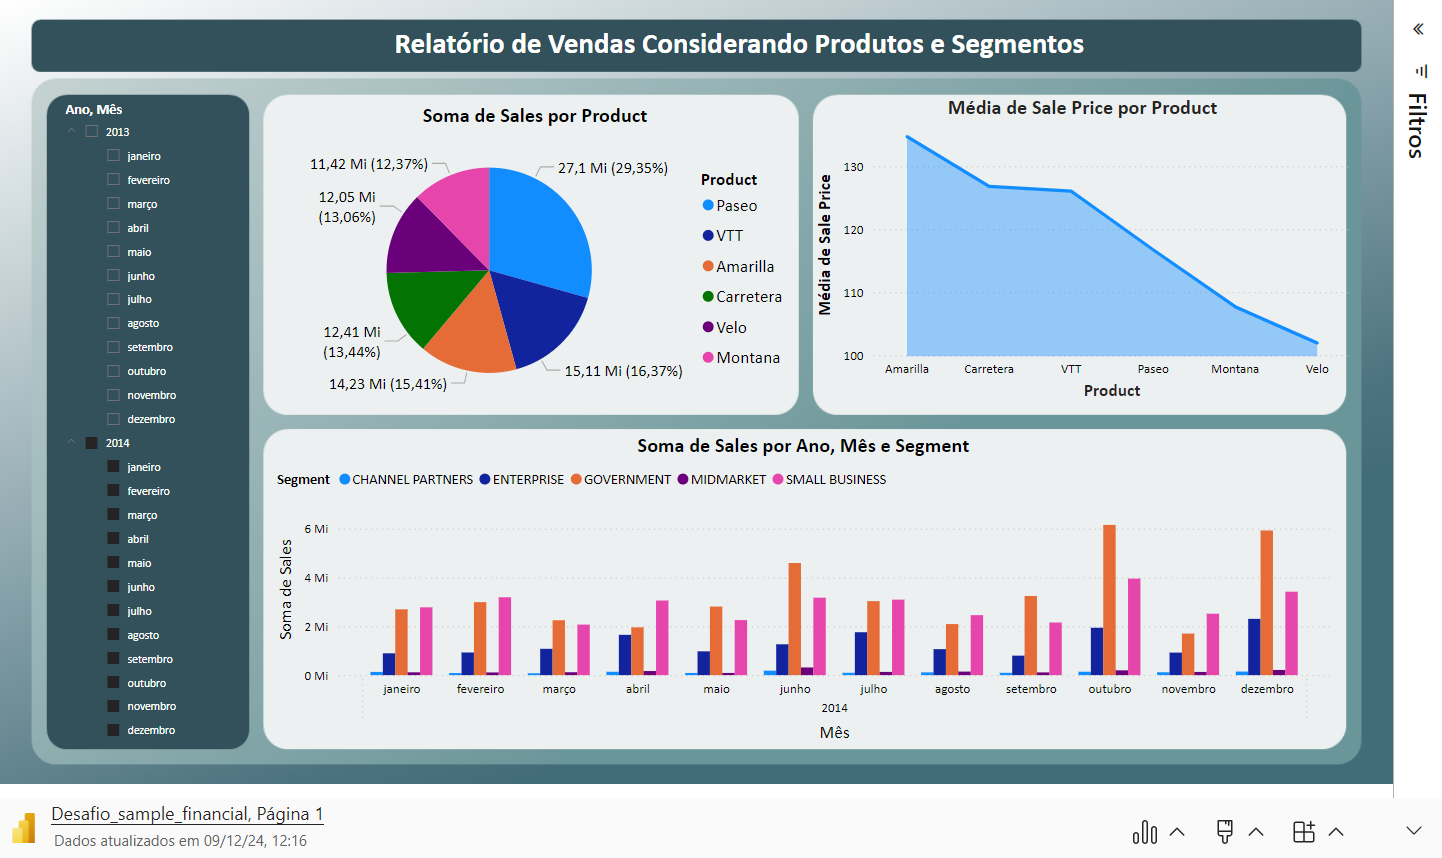 Relatório de Vendas Considerando Produtos e Segmentos
Filtros
Ano, Mês
2013
janeiro
fevereiro
março
abril
maio
junho
julho
agosto
setembro
outubro
novembro
dezembro
2014
janeiro
fevereiro
março
abril
maio
junho
julho
agosto
setembro
outubro
novembro
dezembro
Soma de Sales por Product
11,42 Mi (12,37%)
27,1 Mi (29,35%)
12,05 Mi
(13,06%)
12,41 Mi
(13,44%)
14,23 Mi (15,41%)
15,11 Mi (16,37%)
Product
Paseo
VTT
Amarilla
Carretera
Velo
Montana
Média de Sale Price por Product
Média de Sale Price
130
120
110
100
Amarilla Carretera VTT Paseo Montana Velo
Product
Soma de Sales por Ano, Mês e Segment
Segment CHANNEL PARTNERS ENTERPRISE GOVERNMENT MIDMARKET SMALL BUSINESS
Soma de Sales
6 Mi
4 Mi
2 Mi
0 Mi
janeiro fevereiro março abril maio junho julho agosto setembro outubro novembro dezembro
2014
Mês
Desafio_sample_financial, Página 1
Dados atualizados em 09/12/24, 12:16